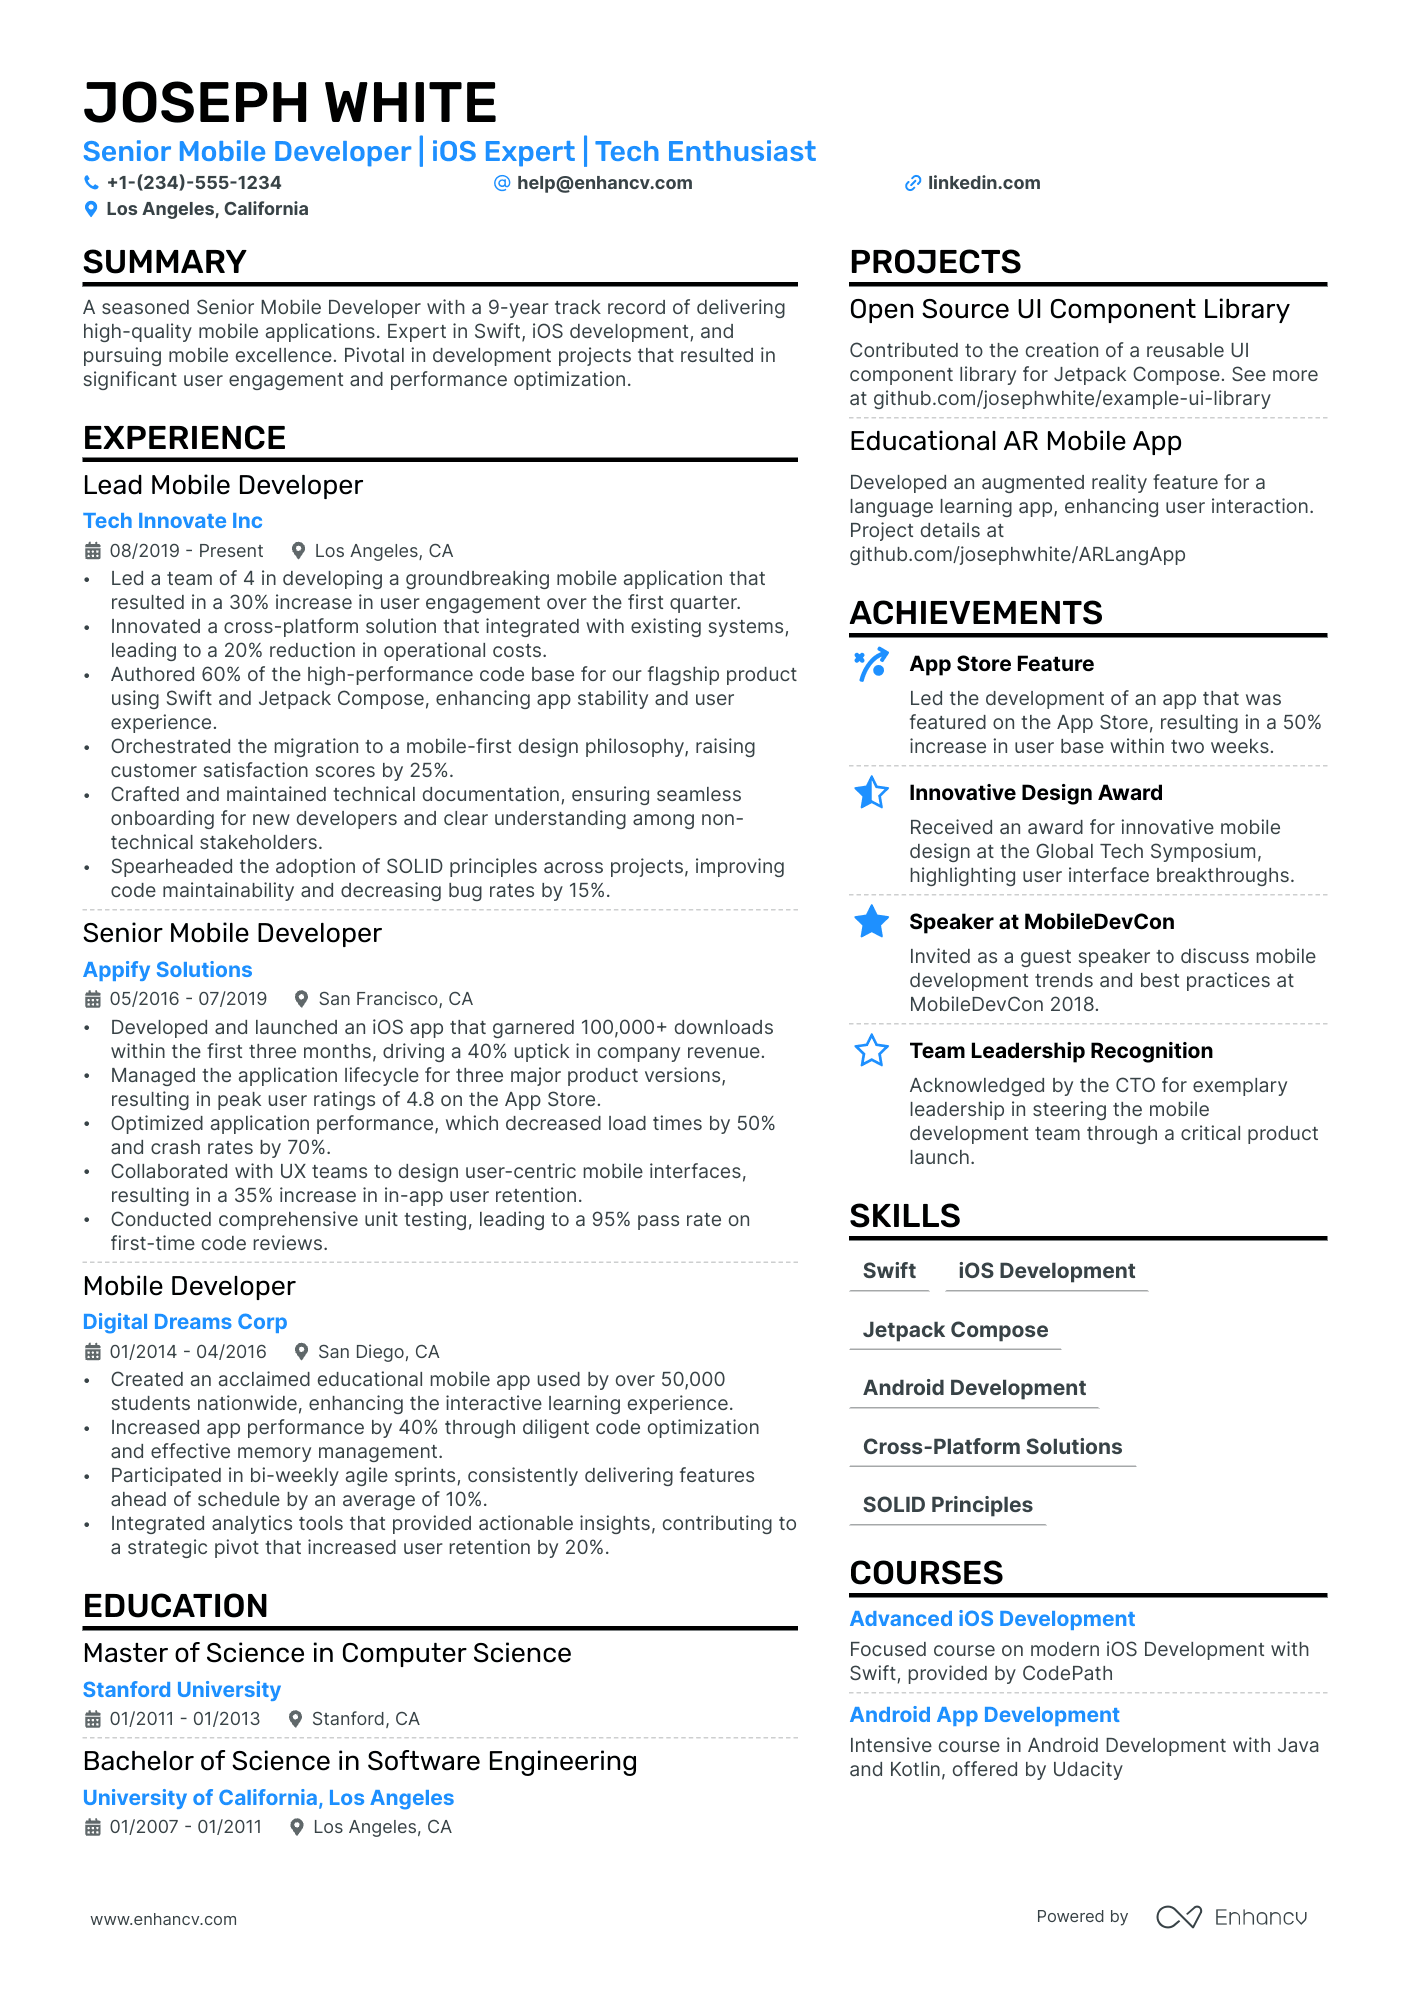 JOSEPH WHITE
Senior Mobile Developer | iOS Expert | Tech Enthusiast
+1-(234)-555-1234
help@enhancv.com
linkedin.com
Los Angeles, California
SUMMARY
A seasoned Senior Mobile Developer with a 9-year track record of delivering
high-quality mobile applications. Expert in Swift, iOS development, and
pursuing mobile excellence. Pivotal in development projects that resulted in
significant user engagement and performance optimization.
EXPERIENCE
Lead Mobile Developer
Tech Innovate Inc
08/2019 - Present
Los Angeles, CA
• Led a team of 4 in developing a groundbreaking mobile application that
resulted in a 30% increase in user engagement over the first quarter.
• Innovated a cross-platform solution that integrated with existing systems,
leading to a 20% reduction in operational costs.
• Authored 60% of the high-performance code base for our flagship product
using Swift and Jetpack Compose, enhancing app stability and user
experience.
• Orchestrated the migration to a mobile-first design philosophy, raising
customer satisfaction scores by 25%.
• Crafted and maintained technical documentation, ensuring seamless
onboarding for new developers and clear understanding among non-
technical stakeholders.
• Spearheaded the adoption of SOLID principles across projects, improving
code maintainability and decreasing bug rates by 15%.
Senior Mobile Developer
Appify Solutions
05/2016 - 07/2019
San Francisco, CA
• Developed and launched an iOS app that garnered 100,000+ downloads
within the first three months, driving a 40% uptick in company revenue.
• Managed the application lifecycle for three major product versions,
resulting in peak user ratings of 4.8 on the App Store.
• Optimized application performance, which decreased load times by 50%
and crash rates by 70%.
• Collaborated with UX teams to design user-centric mobile interfaces,
resulting in a 35% increase in in-app user retention.
• Conducted comprehensive unit testing, leading to a 95% pass rate on
first-time code reviews.
Mobile Developer
Digital Dreams Corp
01/2014 - 04/2016
San Diego, CA
• Created an acclaimed educational mobile app used by over 50,000
students nationwide, enhancing the interactive learning experience.
• Increased app performance by 40% through diligent code optimization
and effective memory management.
• Participated in bi-weekly agile sprints, consistently delivering features
ahead of schedule by an average of 10%.
• Integrated analytics tools that provided actionable insights, contributing to
a strategic pivot that increased user retention by 20%.
EDUCATION
Master of Science in Computer Science
Stanford University
01/2011 - 01/2013
Stanford, CA
Bachelor of Science in Software Engineering
University of California, Los Angeles
01/2007 - 01/2011
Los Angeles, CA
PROJECTS
Open Source UI Component Library
Contributed to the creation of a reusable UI
component library for Jetpack Compose. See more
at github.com/josephwhite/example-ui-library
Educational AR Mobile App
Developed an augmented reality feature for a
language learning app, enhancing user interaction.
Project details at
github.com/josephwhite/ARLangApp
ACHIEVEMENTS
App Store Feature
Led the development of an app that was
featured on the App Store, resulting in a 50%
increase in user base within two weeks.
Innovative Design Award
Received an award for innovative mobile
design at the Global Tech Symposium,
highlighting user interface breakthroughs.
Speaker at MobileDevCon
Invited as a guest speaker to discuss mobile
development trends and best practices at
MobileDevCon 2018.
Team Leadership Recognition
Acknowledged by the CTO for exemplary
leadership in steering the mobile
development team through a critical product
launch.
SKILLS
Swift
iOS Development
Jetpack Compose
Android Development
Cross-Platform Solutions
SOLID Principles
COURSES
Advanced iOS Development
Focused course on modern iOS Development with
Swift, provided by CodePath
Android App Development
Intensive course in Android Development with Java
and Kotlin, offered by Udacity
www.enhancv.com
Powered by
Enhancv